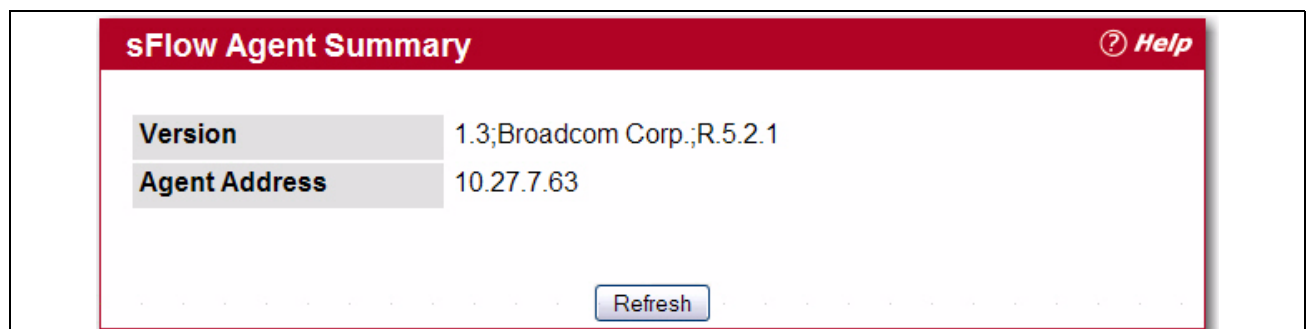 sFlow Agent Summary
? Help
Version 1.3;Broadcom Corp.;R.5.2.1
Agent Address 10.27.7.63
Refresh